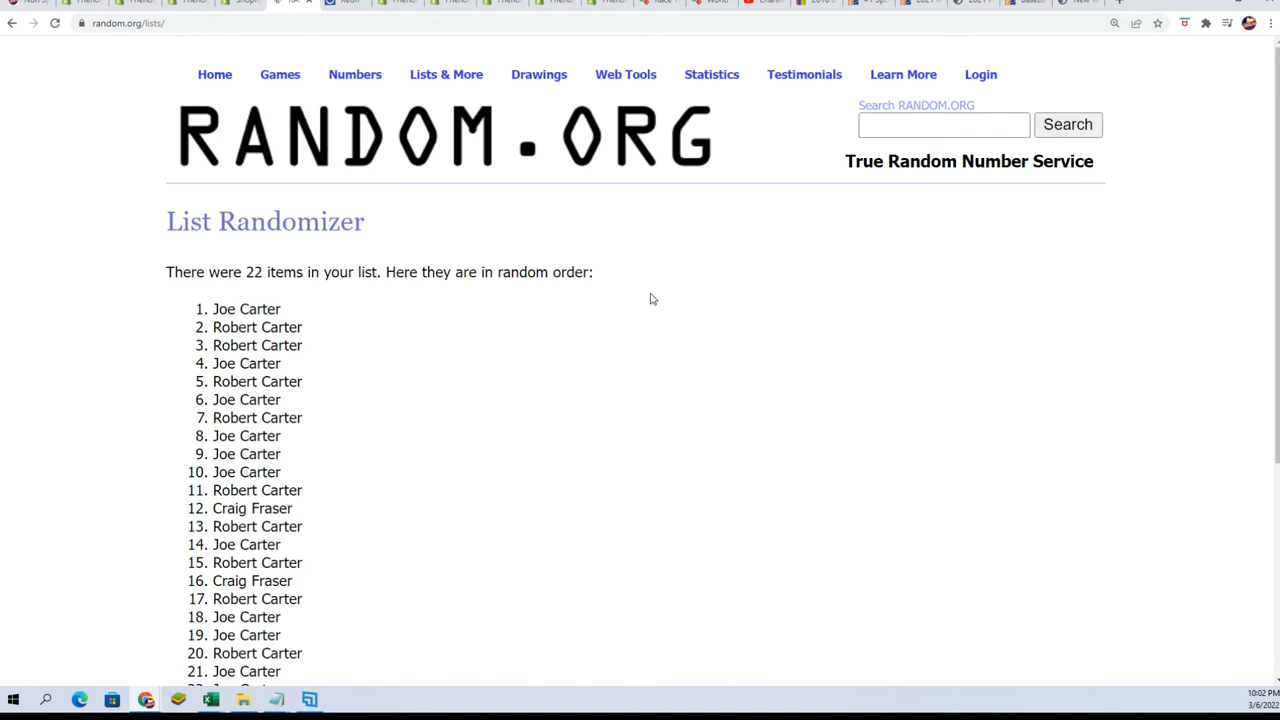 random.org/lists/
Home Games Numbers Lists & More Drawings Web Tools Statistics Testimonials Learn More Login
RANDOM.ORG
Search RANDOM.ORG
Search
True Random Number Service
List Randomizer
There were 22 items in your list. Here they are in random order:
1. Joe Carter
2. Robert Carter
3. Robert Carter
4. Joe Carter
5. Robert Carter
6. Joe Carter
7. Robert Carter
8. Joe Carter
9. Joe Carter
10. Joe Carter
11. Robert Carter
12. Craig Fraser
13. Robert Carter
14. Joe Carter
15. Robert Carter
16. Craig Fraser
17. Robert Carter
18. Joe Carter
19. Joe Carter
20. Robert Carter
21. Joe Carter
10:02 PM
3/6/2022